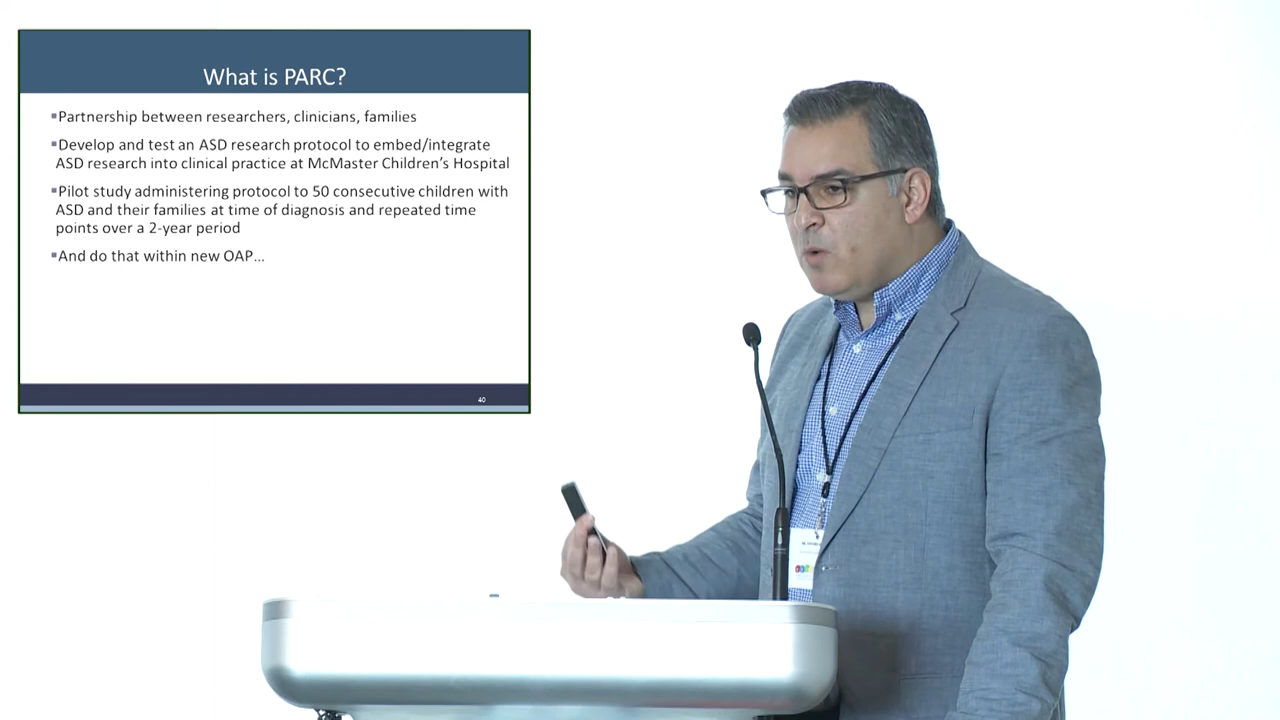 What is PARC?
▪Partnership between researchers, clinicians, families
▪Develop and test an ASD research protocol to embed/integrate
ASD research into clinical practice at McMaster Children's Hospital
▪Pilot study administering protocol to 50 consecutive children with
ASD and their families at time of diagnosis and repeated time
points over a 2-year period
▪And do that within new OAP...
40